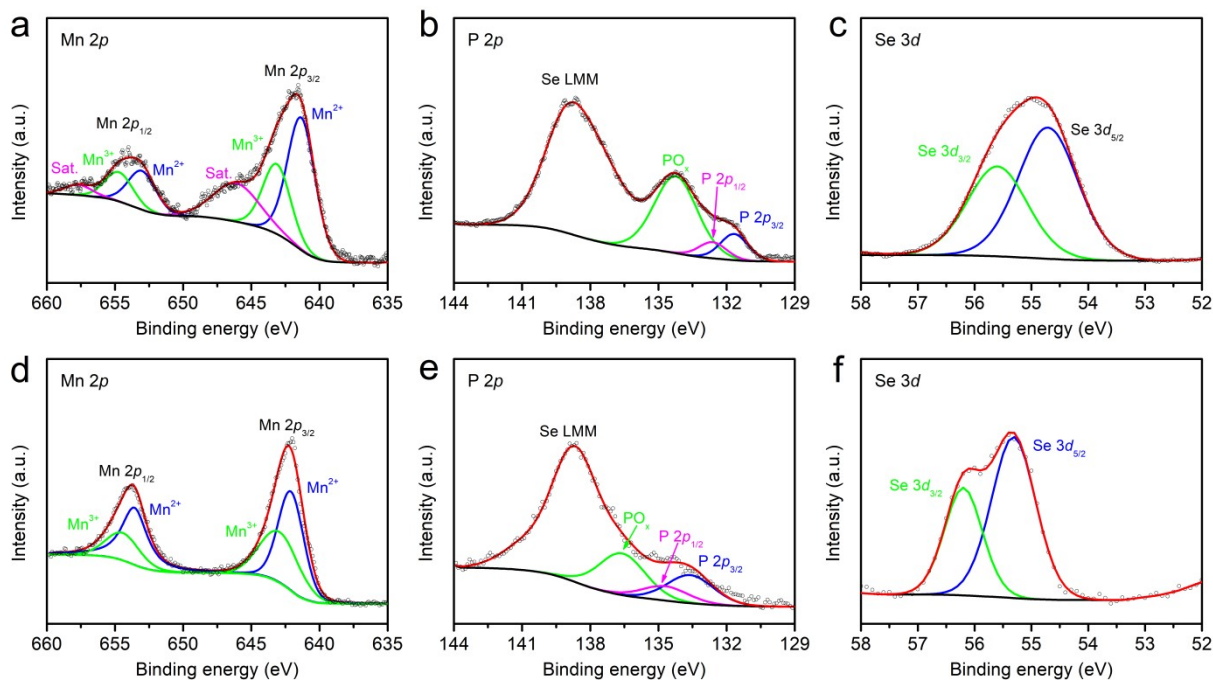 a
Mn 2p
Mn 2p3/2
Mn 2p1/2
Mn3+
Mn2+
Sat.
Mn3+
Mn2+
Sat.
Intensity (a.u.)
660 655 650 645 640 635
Binding energy (eV)
b
P 2p
Se LMM
POx
P 2p1/2
P 2p3/2
Intensity (a.u.)
144 141 138 135 132 129
Binding energy (eV)
c
Se 3d
Se 3d5/2
Se 3d3/2
Intensity (a.u.)
58 57 56 55 54 53 52
Binding energy (eV)
d
Mn 2p
Mn 2p3/2
Mn 2p1/2
Mn2+
Mn3+
Mn2+
Mn3+
Intensity (a.u.)
660 655 650 645 640 635
Binding energy (eV)
e
P 2p
Se LMM
POx
P 2p1/2
P 2p3/2
Intensity (a.u.)
144 141 138 135 132 129
Binding energy (eV)
f
Se 3d
Se 3d5/2
Se 3d3/2
Intensity (a.u.)
58 57 56 55 54 53 52
Binding energy (eV)